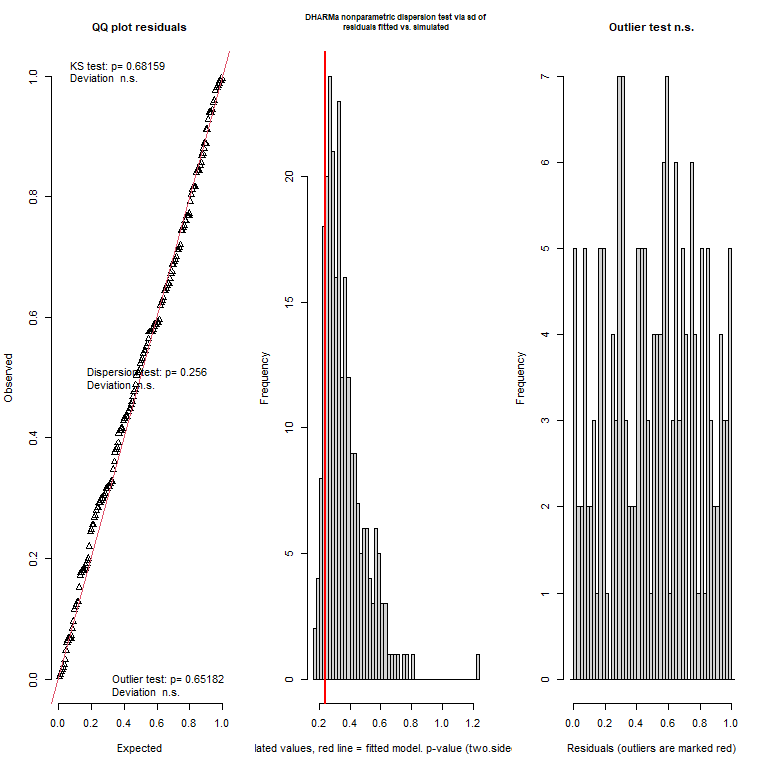 QQ plot residuals
KS test: p= 0.68159
Deviation n.s.
Dispersion test: p= 0.256
Deviation n.s.
Outlier test: p= 0.65182
Deviation n.s.
Observed
0.0
0.2
0.4
0.6
0.8
1.0
0.0 0.2 0.4 0.6 0.8 1.0
Expected
DHARMa nonparametric dispersion test via sd of
residuals fitted vs. simulated
Frequency
0
5
10
15
20
0.2 0.4 0.6 0.8 1.0 1.2
lated values, red line = fitted model. p-value (two.side
Outlier test n.s.
Frequency
0
1
2
3
4
5
6
7
0.0 0.2 0.4 0.6 0.8 1.0
Residuals (outliers are marked red)